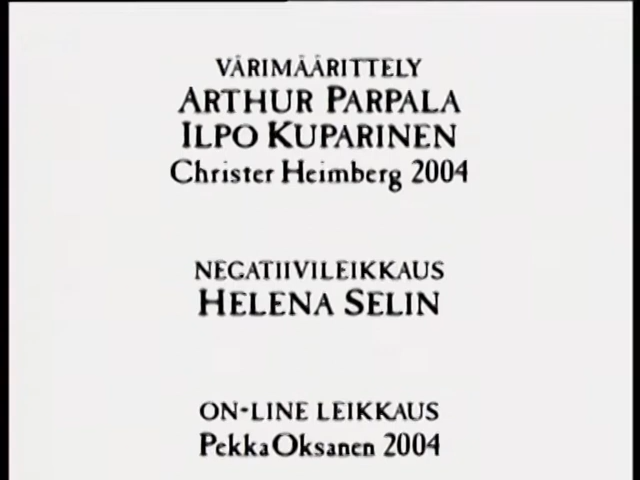 VÄRIMÄÄRITTELY
ARTHUR PARPALA
ILPO KUPARINEN
Christer Heimberg 2004
NEGATIIVILEIKKAUS
HELENA SELIN
ON-LINE LEIKKAUS
Pekka Oksanen 2004